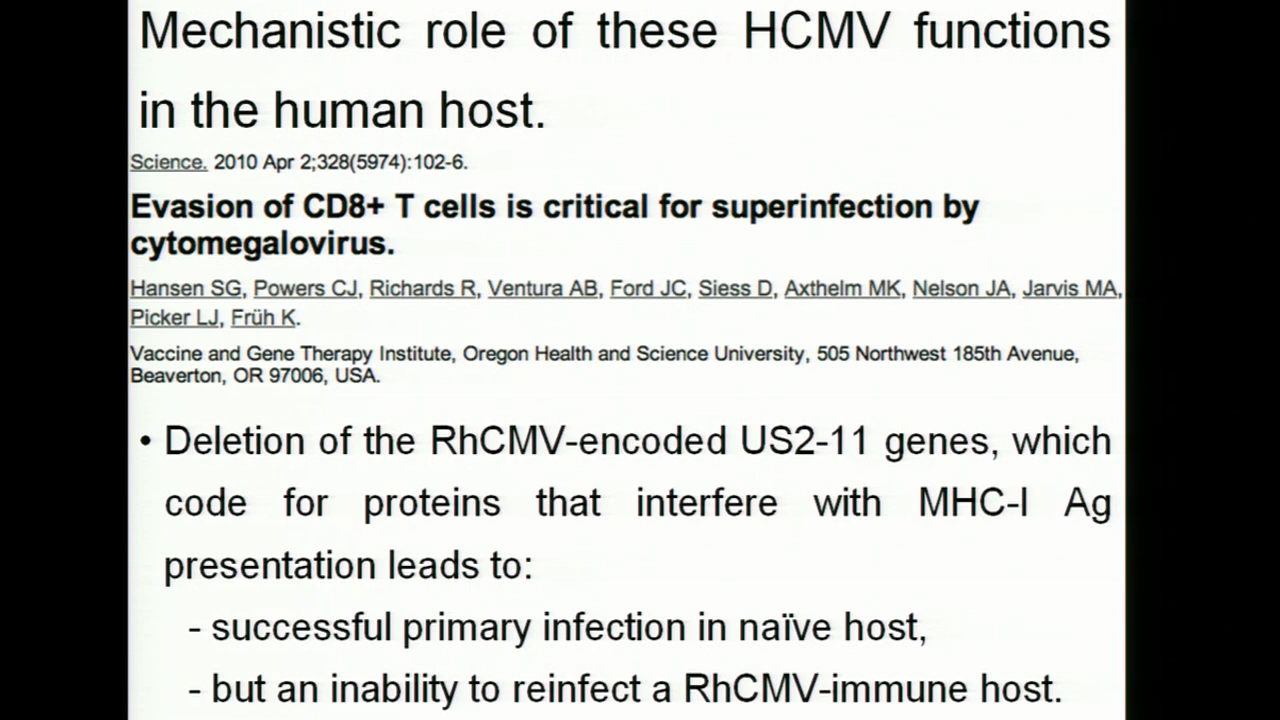 Mechanistic role of these HCMV functions
in the human host.
Science. 2010 Apr 2;328(5974):102-6.
Evasion of CD8+ T cells is critical for superinfection by
cytomegalovirus.
Hansen SG, Powers CJ, Richards R, Ventura AB, Ford JC, Siess D, Axthelm MK, Nelson JA, Jarvis MA,
Picker LJ, Früh K.
Vaccine and Gene Therapy Institute, Oregon Health and Science University, 505 Northwest 185th Avenue,
Beaverton, OR 97006, USA.
• Deletion of the RhCMV-encoded US2-11 genes, which
code for proteins that interfere with MHC-I Ag
presentation leads to:
- successful primary infection in naïve host,
- but an inability to reinfect a RhCMV-immune host.